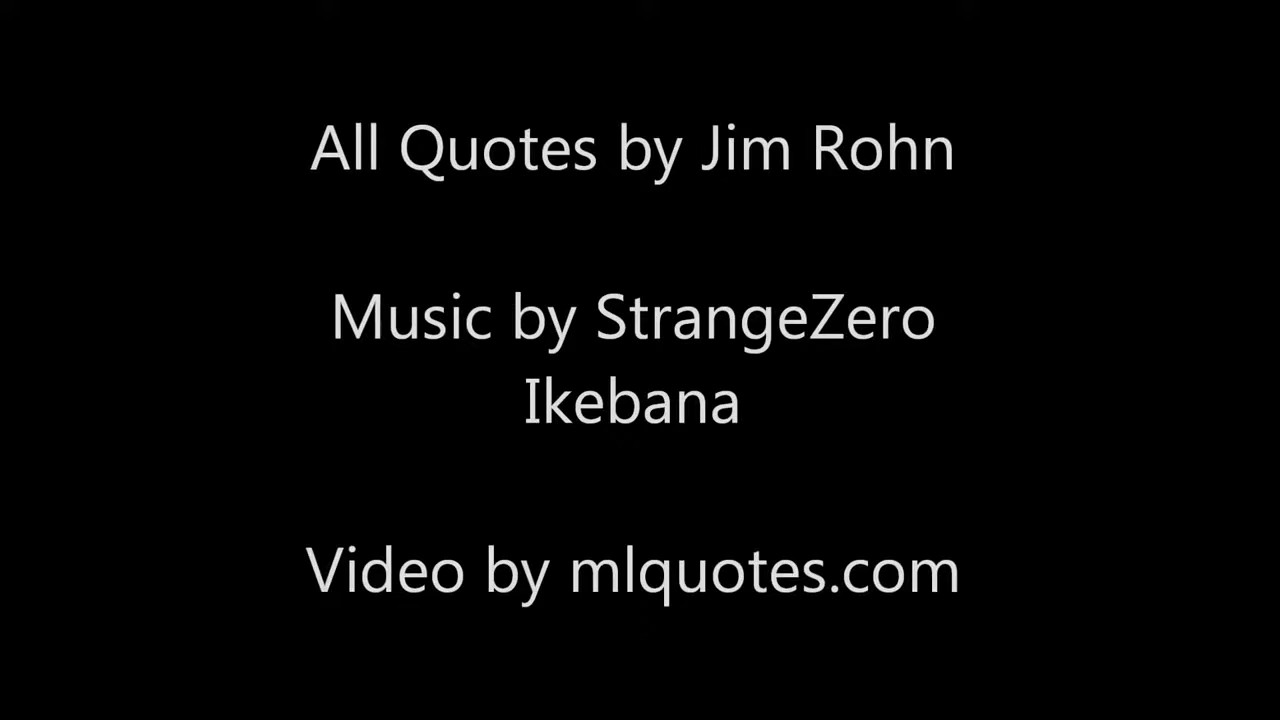 All Quotes by Jim Rohn
Music by StrangeZero
Ikebana
Video by mlquotes.com